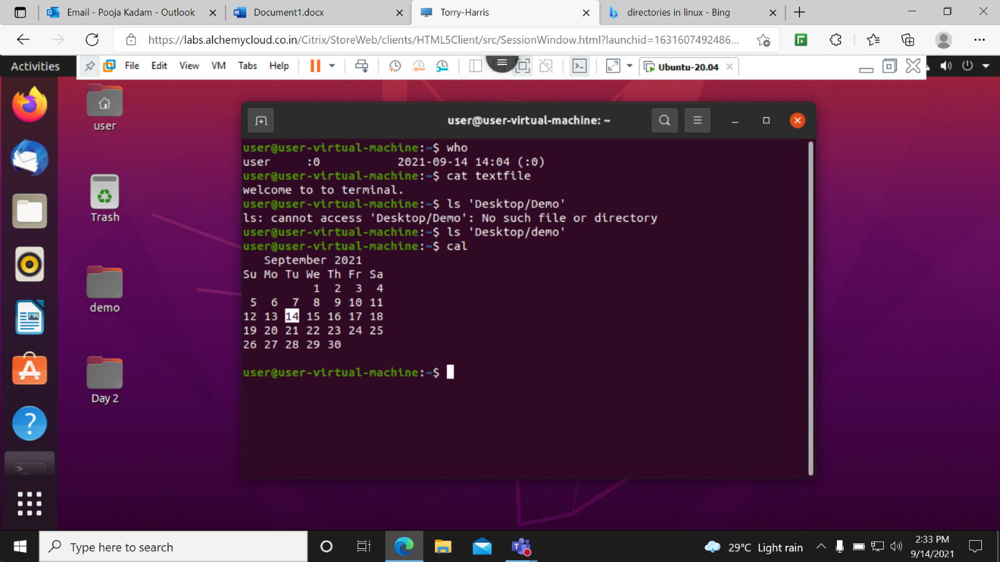 Email - Pooja Kadam - Outlook
Document1.docx
Torry-Harris
directories in linux - Bing
https://labs.alchemycloud.co.in/Citrix/StoreWeb/clients/HTML5Client/src/SessionWindow.html?launchid=1631607492486...
Activities
File Edit View VM Tabs Help
Ubuntu-20.04
user
Trash
demo
Day 2
user@user-virtual-machine: ~
user@user-virtual-machine:~$ who
user     :0           2021-09-14 14:04 (:0)
user@user-virtual-machine:~$ cat textfile
welcome to to terminal.
user@user-virtual-machine:~$ ls 'Desktop/Demo'
ls: cannot access 'Desktop/Demo': No such file or directory
user@user-virtual-machine:~$ ls 'Desktop/demo'
user@user-virtual-machine:~$ cal
   September 2021
Su Mo Tu We Th Fr Sa
          1  2  3  4
 5  6  7  8  9 10 11
12 13 14 15 16 17 18
19 20 21 22 23 24 25
26 27 28 29 30
user@user-virtual-machine:~$
Type here to search
29°C Light rain
2:33 PM
9/14/2021